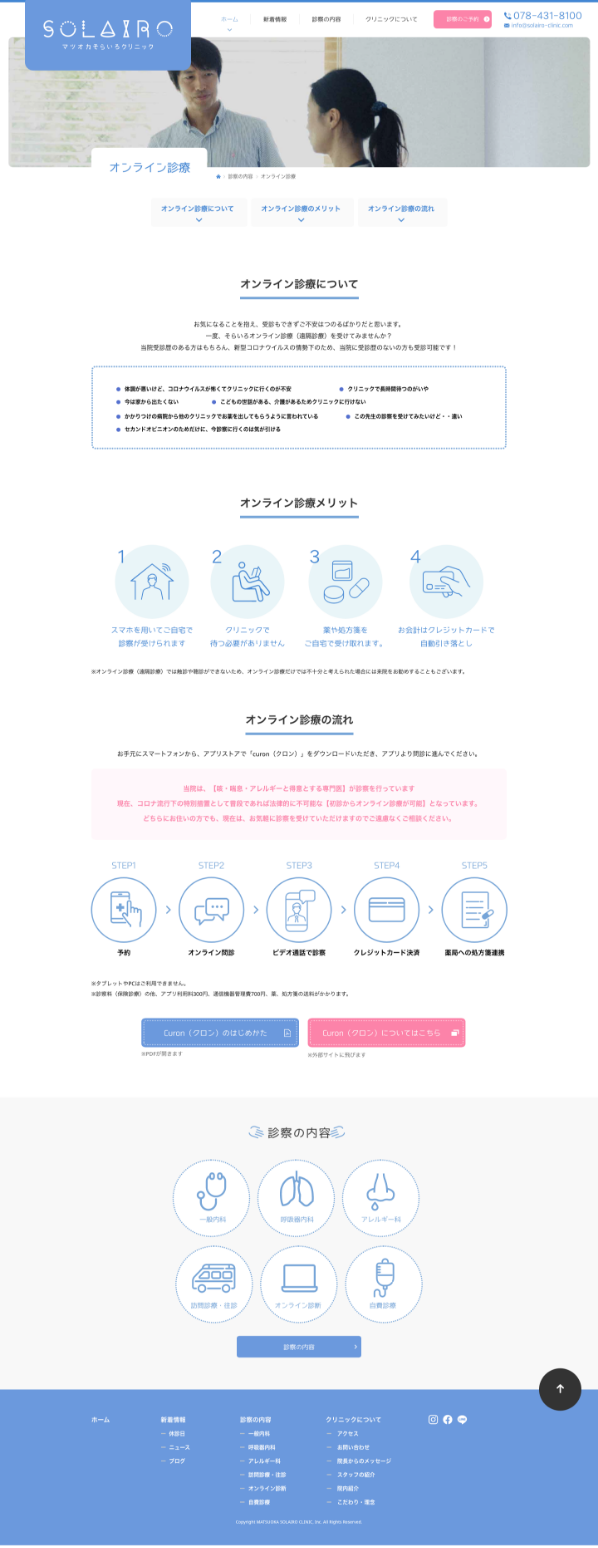 SOLAIRO
マツオカそらいろクリニック
ホーム
新着情報
診察の内容
クリニックについて
診察のご予約
078-431-8100
info@solairo-clinic.com
オンライン診療
診察の内容
オンライン診療
オンライン診療について
オンライン診療のメリット
オンライン診療の流れ
オンライン診療について
お気になることを抱え、受診もできずご不安はつのるばかりだと思います。
一度、そらいろオンライン診療（遠隔診療）を受けてみませんか？
当院受診歴のある方はもちろん、新型コロナウイルスの情勢下のため、当院に受診歴のないの方も受診可能です！
体調が悪いけど、コロナウイルスが怖くてクリニックに行くのが不安
クリニックで長時間待つのがいや
今は家から出たくない
こどもの世話がある、介護があるためクリニックに行けない
かかりつけの病院から他のクリニックでお薬を出してもらうように言われている
この先生の診察を受けてみたいけど・・遠い
セカンドオピニオンのためだけに、今診察に行くのは気が引ける
オンライン診療メリット
1
2
3
4
スマホを用いてご自宅で
診察が受けられます
クリニックで
待つ必要がありません
薬や処方箋を
ご自宅で受け取れます。
お会計はクレジットカードで
自動引き落とし
※オンライン診療（遠隔診療）では触診や聴診ができないため、オンライン診療だけでは不十分と考えられた場合には来院をお勧めすることもございます。
オンライン診療の流れ
お手元にスマートフォンから、アプリストアで「curon（クロン）」をダウンロードいただき、アプリより問診に進んでください。
当院は、【咳・喘息・アレルギーと得意とする専門医】が診察を行っています
現在、コロナ流行下の特別措置として普段であれば法律的に不可能な【初診からオンライン診療が可能】となっています。
どちらにお住いの方でも、現在は、お気軽に診察を受けていただけますのでご遠慮なくご相談ください。
STEP1
STEP2
STEP3
STEP4
STEP5
予約
オンライン問診
ビデオ通話で診察
クレジットカード決済
薬局への処方箋連携
※タブレットやPCはご利用できません。
※診療料（保険診療）の他、アプリ利用料300円、通信機器管理費700円、薬、処方箋の送料がかかります。
Curon（クロン）のはじめかた
Curon（クロン）についてはこちら
※PDFが開きます
※外部サイトに飛びます
診察の内容
一般内科
呼吸器内科
アレルギー科
訪問診療・往診
オンライン診断
自費診療
診察の内容
ホーム
新着情報
診察の内容
クリニックについて
― 休診日
― 一般内科
― アクセス
― ニュース
― 呼吸器内科
― お問い合わせ
― ブログ
― アレルギー科
― 院長からのメッセージ
― 訪問診療・往診
― スタッフの紹介
― オンライン診断
― 院内紹介
― 自費診療
― こだわり・理念
Copyright MATSUOKA SOLAIRO CLINIC, Inc. All Rights Reserved.